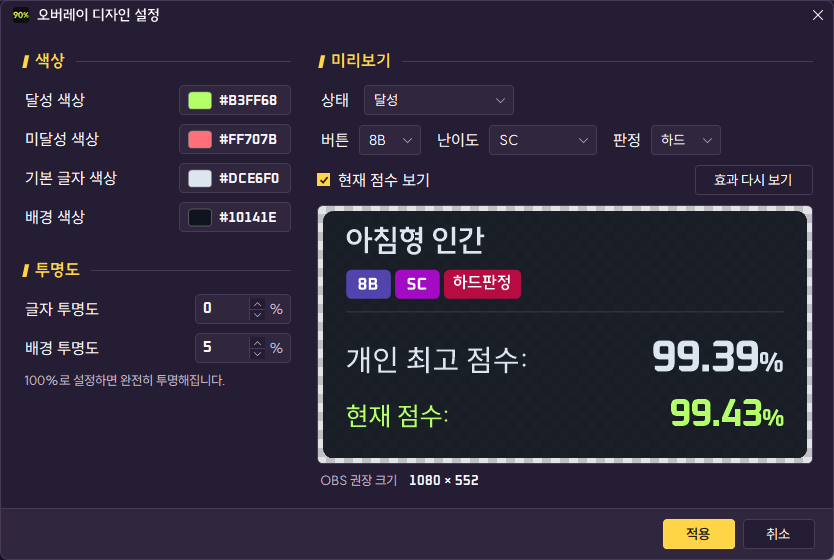 90% 오버레이 디자인 설정
색상
달성 색상 #B3FF68
미달성 색상 #FF707B
기본 글자 색상 #DCE6F0
배경 색상 #10141E
투명도
글자 투명도 0 %
배경 투명도 5 %
100%로 설정하면 완전히 투명해집니다.
미리보기
상태 달성
버튼 8B 난이도 SC 판정 하드
현재 점수 보기 효과 다시 보기
아침형 인간
8B SC 하드판정
개인 최고 점수: 99.39%
현재 점수: 99.43%
OBS 권장 크기 1080 × 552
적용 취소